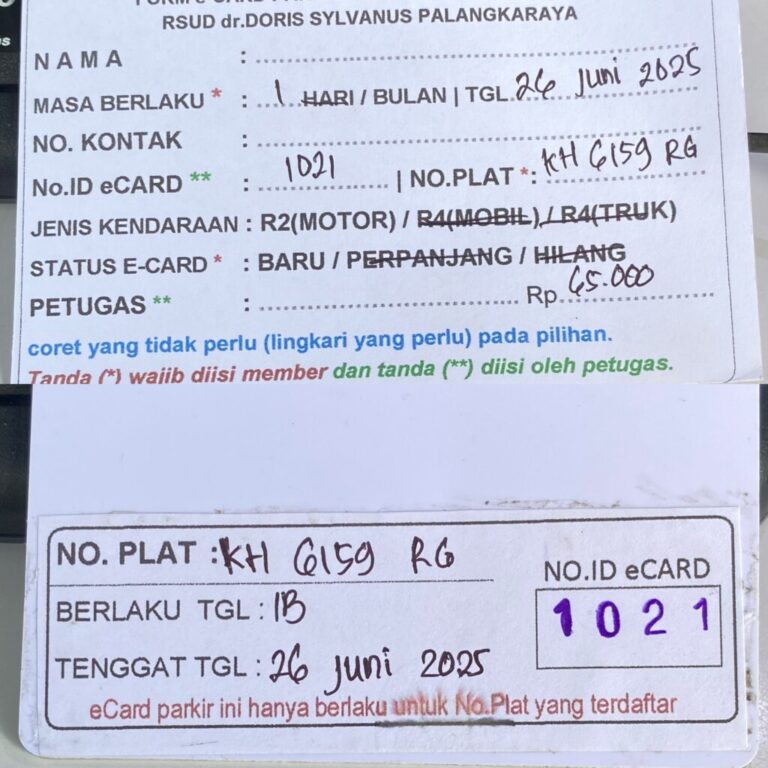 RSUD dr.DORIS SYLVANUS PALANGKARAYA
NAMA :
MASA BERLAKU * : 1 HARI / BULAN | TGL. 26 Juni 2025
NO. KONTAK :
No.ID eCARD ** : 1021 | NO.PLAT *: KH 6159 RG
JENIS KENDARAAN : R2(MOTOR) / R4(MOBIL) / R4(TRUK)
STATUS E-CARD * : BARU / PERPANJANG / HILANG
PETUGAS ** : Rp. 65.000
coret yang tidak perlu (lingkari yang perlu) pada pilihan.
Tanda (*) wajib diisi member dan tanda (**) diisi oleh petugas.
NO. PLAT : KH 6159 RG
NO.ID eCARD
BERLAKU TGL : 1B
1021
TENGGAT TGL : 26 Juni 2025
eCard parkir ini hanya berlaku untuk No.Plat yang terdaftar